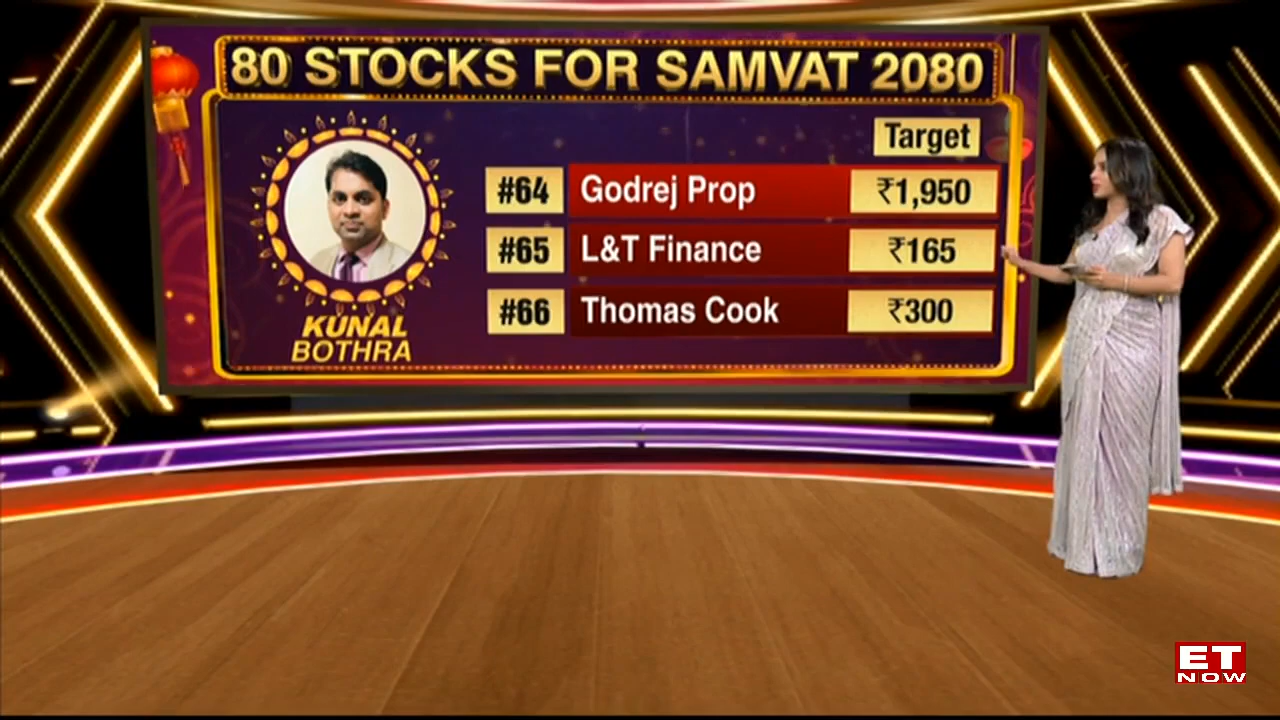 80 STOCKS FOR SAMVAT 2080
Target
#64 Godrej Prop ₹1,950
#65 L&T Finance ₹165
#66 Thomas Cook ₹300
KUNAL
BOTHRA
ET
NOW